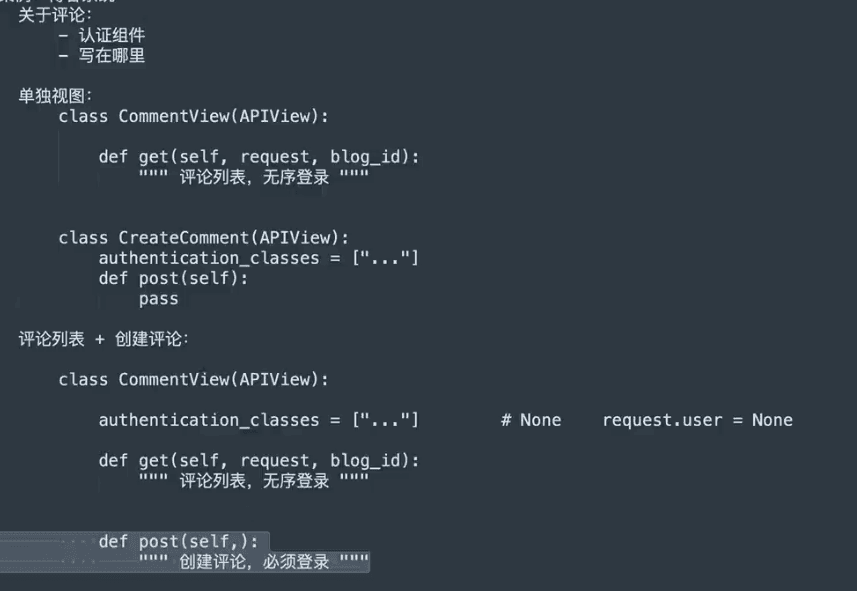 关于评论:
- 认证组件
- 写在哪里
单独视图:
class CommentView(APIView):
def get(self, request, blog_id):
""" 评论列表,无序登录 """
class CreateComment(APIView):
authentication_classes = ["..."]
def post(self):
pass
评论列表 + 创建评论:
class CommentView(APIView):
authentication_classes = ["..."] # None request.user = None
def get(self, request, blog_id):
""" 评论列表,无序登录 """
def post(self,):
""" 创建评论,必须登录 """